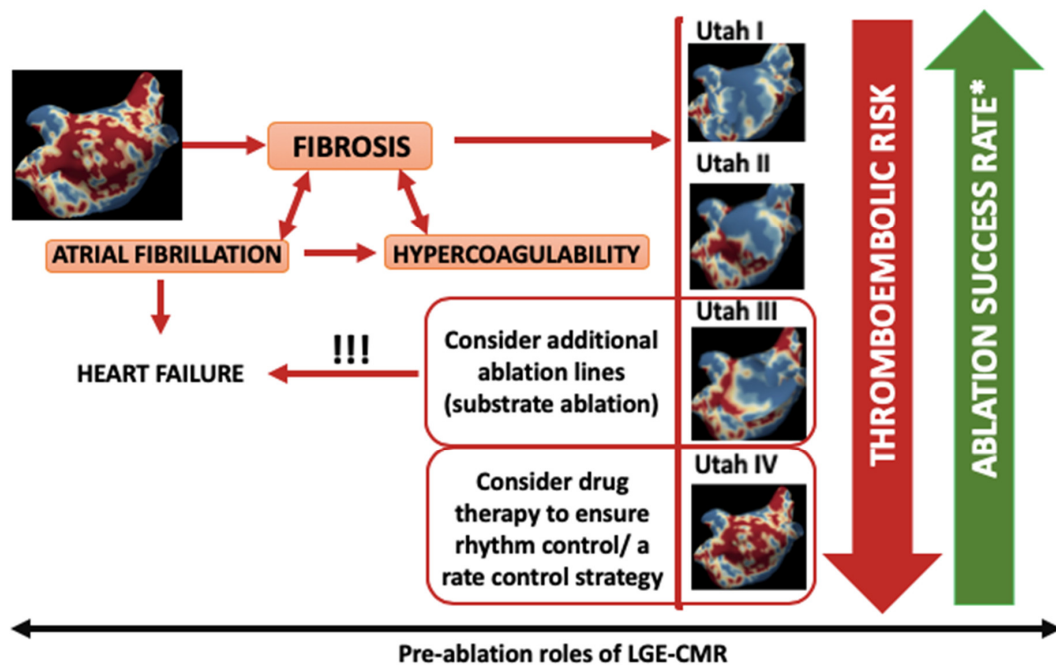 Utah I
FIBROSIS
Utah II
ATRIAL FIBRILLATION
HYPERCOAGULABILITY
Utah III
Consider additional
ablation lines
(substrate ablation)
!!!
HEART FAILURE
Utah IV
Consider drug
therapy to ensure
rhythm control/ a
rate control strategy
THROMBOEMBOLIC RISK
ABLATION SUCCESS RATE*
Pre-ablation roles of LGE-CMR